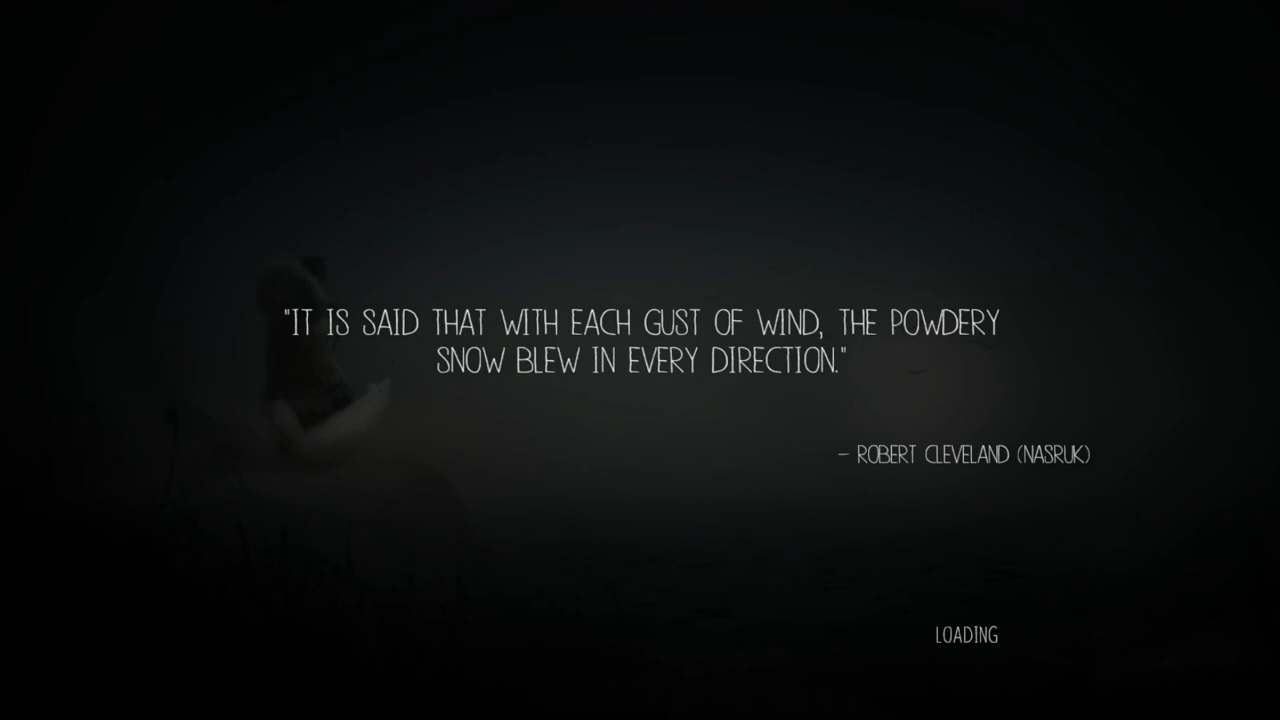 "IT IS SAID THAT WITH EACH GUST OF WIND, THE POWDERY
SNOW BLEW IN EVERY DIRECTION."
- ROBERT CLEVELAND (NASRUK)
LOADING